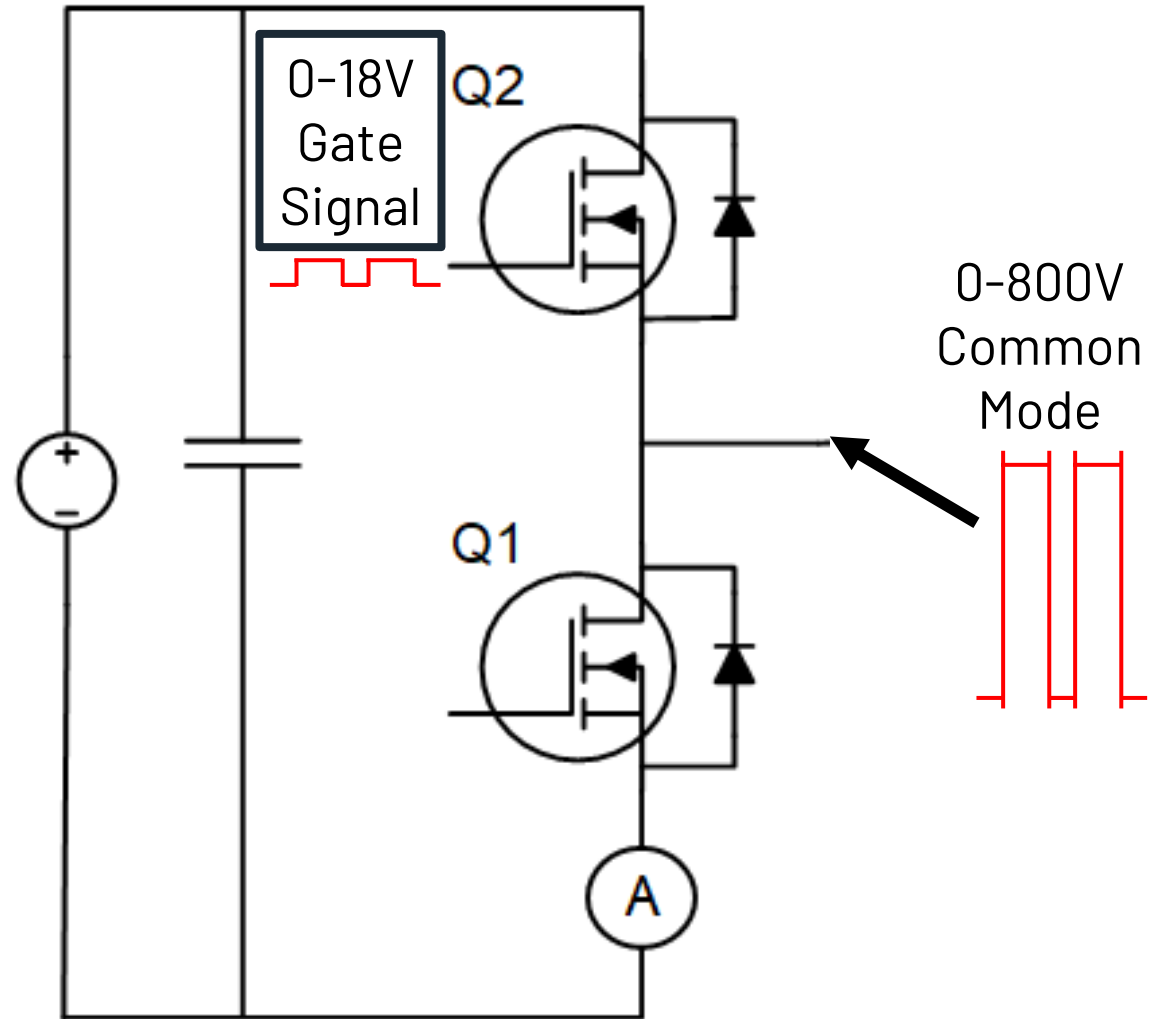 0-18V
Gate
Signal
Q2
0-800V
Common
Mode
+
−
Q1
A